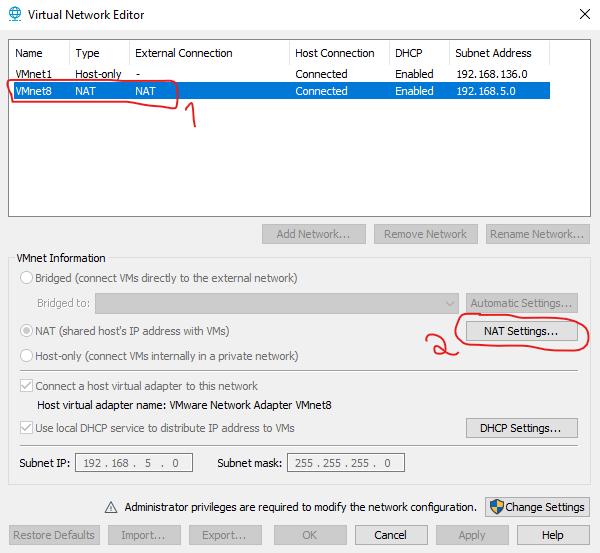 Virtual Network Editor
Name Type External Connection Host Connection DHCP Subnet Address
VMnet1 Host-only - Connected Enabled 192.168.136.0
VMnet8 NAT NAT Connected Enabled 192.168.5.0
1
Add Network... Remove Network Rename Network...
VMnet Information
Bridged (connect VMs directly to the external network)
Bridged to: Automatic Settings...
NAT (shared host's IP address with VMs) 2 NAT Settings...
Host-only (connect VMs internally in a private network)
Connect a host virtual adapter to this network
Host virtual adapter name: VMware Network Adapter VMnet8
Use local DHCP service to distribute IP address to VMs DHCP Settings...
Subnet IP: 192 . 168 . 5 . 0 Subnet mask: 255 . 255 . 255 . 0
Administrator privileges are required to modify the network configuration. Change Settings
Restore Defaults Import... Export... OK Cancel Apply Help